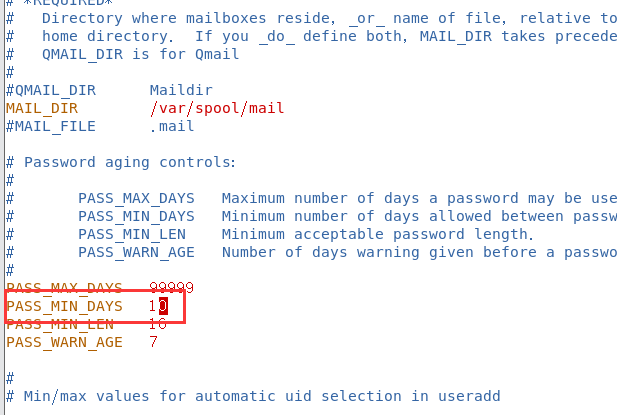 # *REQUIRED*
#   Directory where mailboxes reside, _or_ name of file, relative to
#   home directory.  If you _do_ define both, MAIL_DIR takes precede
#   QMAIL_DIR is for Qmail
#
#QMAIL_DIR      Maildir
MAIL_DIR        /var/spool/mail
#MAIL_FILE      .mail

# Password aging controls:
#
#       PASS_MAX_DAYS   Maximum number of days a password may be use
#       PASS_MIN_DAYS   Minimum number of days allowed between passw
#       PASS_MIN_LEN    Minimum acceptable password length.
#       PASS_WARN_AGE   Number of days warning given before a passwo
#
PASS_MAX_DAYS   99999
PASS_MIN_DAYS   10
PASS_MIN_LEN    16
PASS_WARN_AGE   7

#
# Min/max values for automatic uid selection in useradd